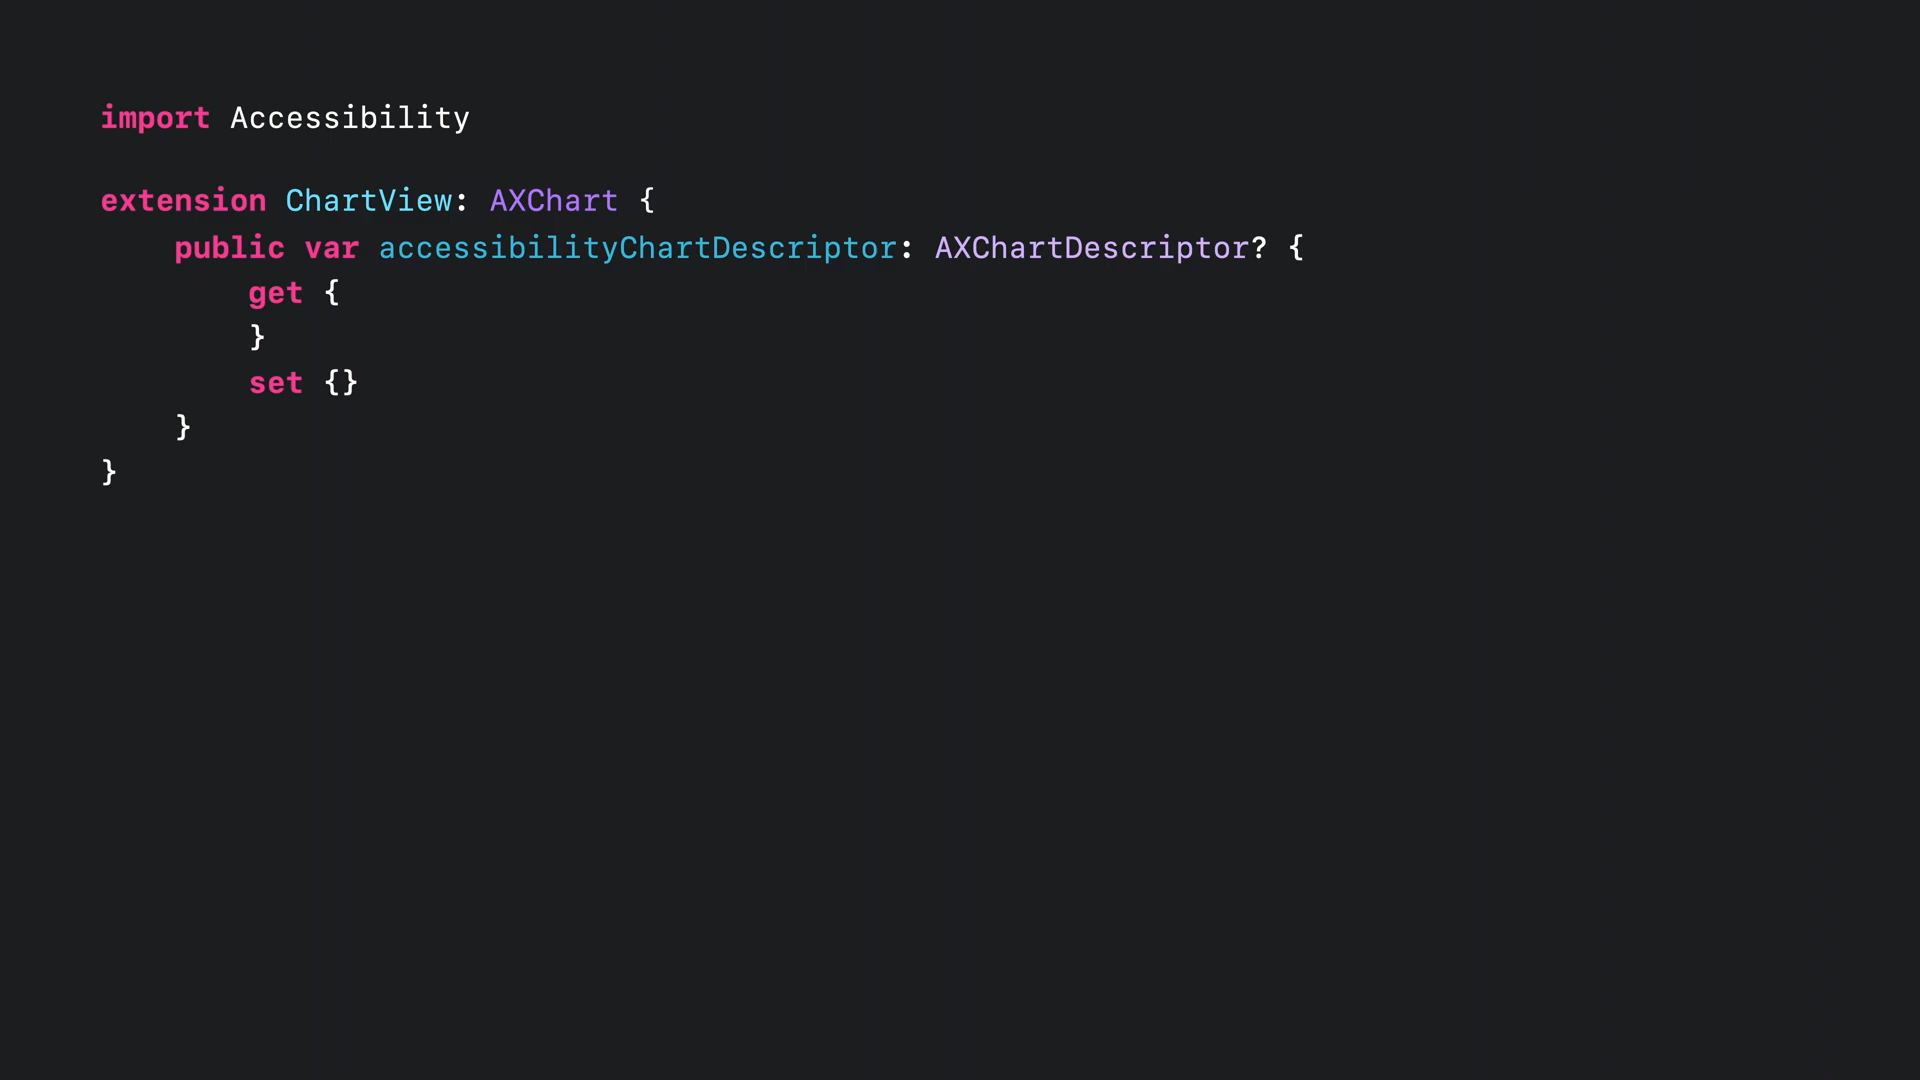 import Accessibility
extension ChartView: AXChart {
public var accessibilityChartDescriptor: AXChartDescriptor? {
get {
}
set {}
}
}